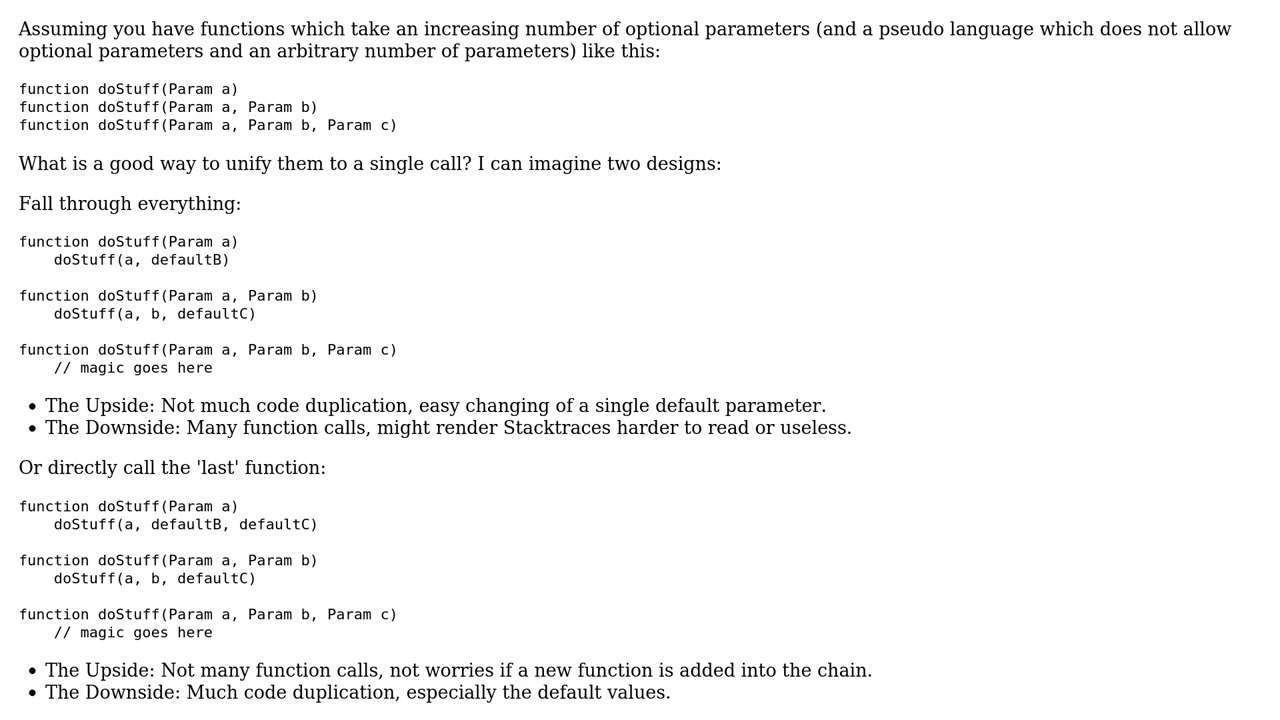 Assuming you have functions which take an increasing number of optional parameters (and a pseudo language which does not allow
optional parameters and an arbitrary number of parameters) like this:
function doStuff(Param a)
function doStuff(Param a, Param b)
function doStuff(Param a, Param b, Param c)
What is a good way to unify them to a single call? I can imagine two designs:
Fall through everything:
function doStuff(Param a)
    doStuff(a, defaultB)
function doStuff(Param a, Param b)
    doStuff(a, b, defaultC)
function doStuff(Param a, Param b, Param c)
    // magic goes here
• The Upside: Not much code duplication, easy changing of a single default parameter.
• The Downside: Many function calls, might render Stacktraces harder to read or useless.
Or directly call the 'last' function:
function doStuff(Param a)
    doStuff(a, defaultB, defaultC)
function doStuff(Param a, Param b)
    doStuff(a, b, defaultC)
function doStuff(Param a, Param b, Param c)
    // magic goes here
• The Upside: Not many function calls, not worries if a new function is added into the chain.
• The Downside: Much code duplication, especially the default values.